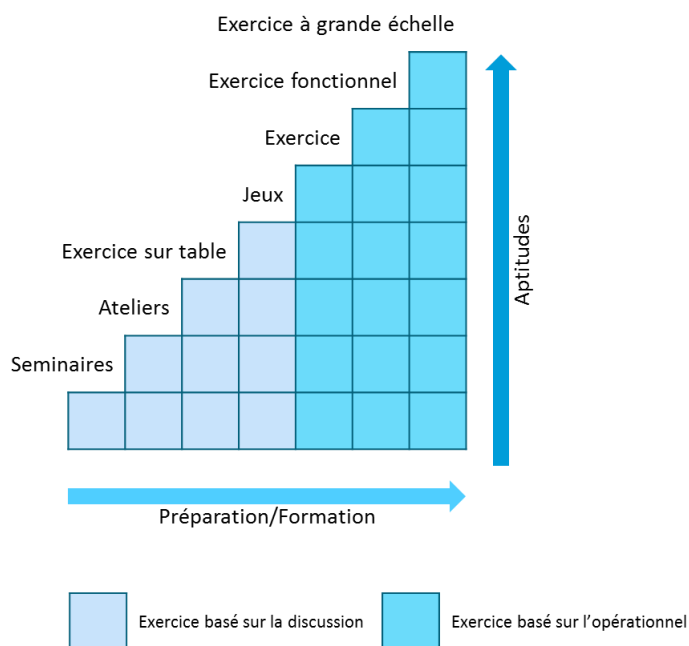 Exercice à grande échelle
Exercice fonctionnel
Exercice
Jeux
Exercice sur table
Ateliers
Seminaires
Aptitudes
Préparation/Formation
Exercice basé sur la discussion
Exercice basé sur l'opérationnel